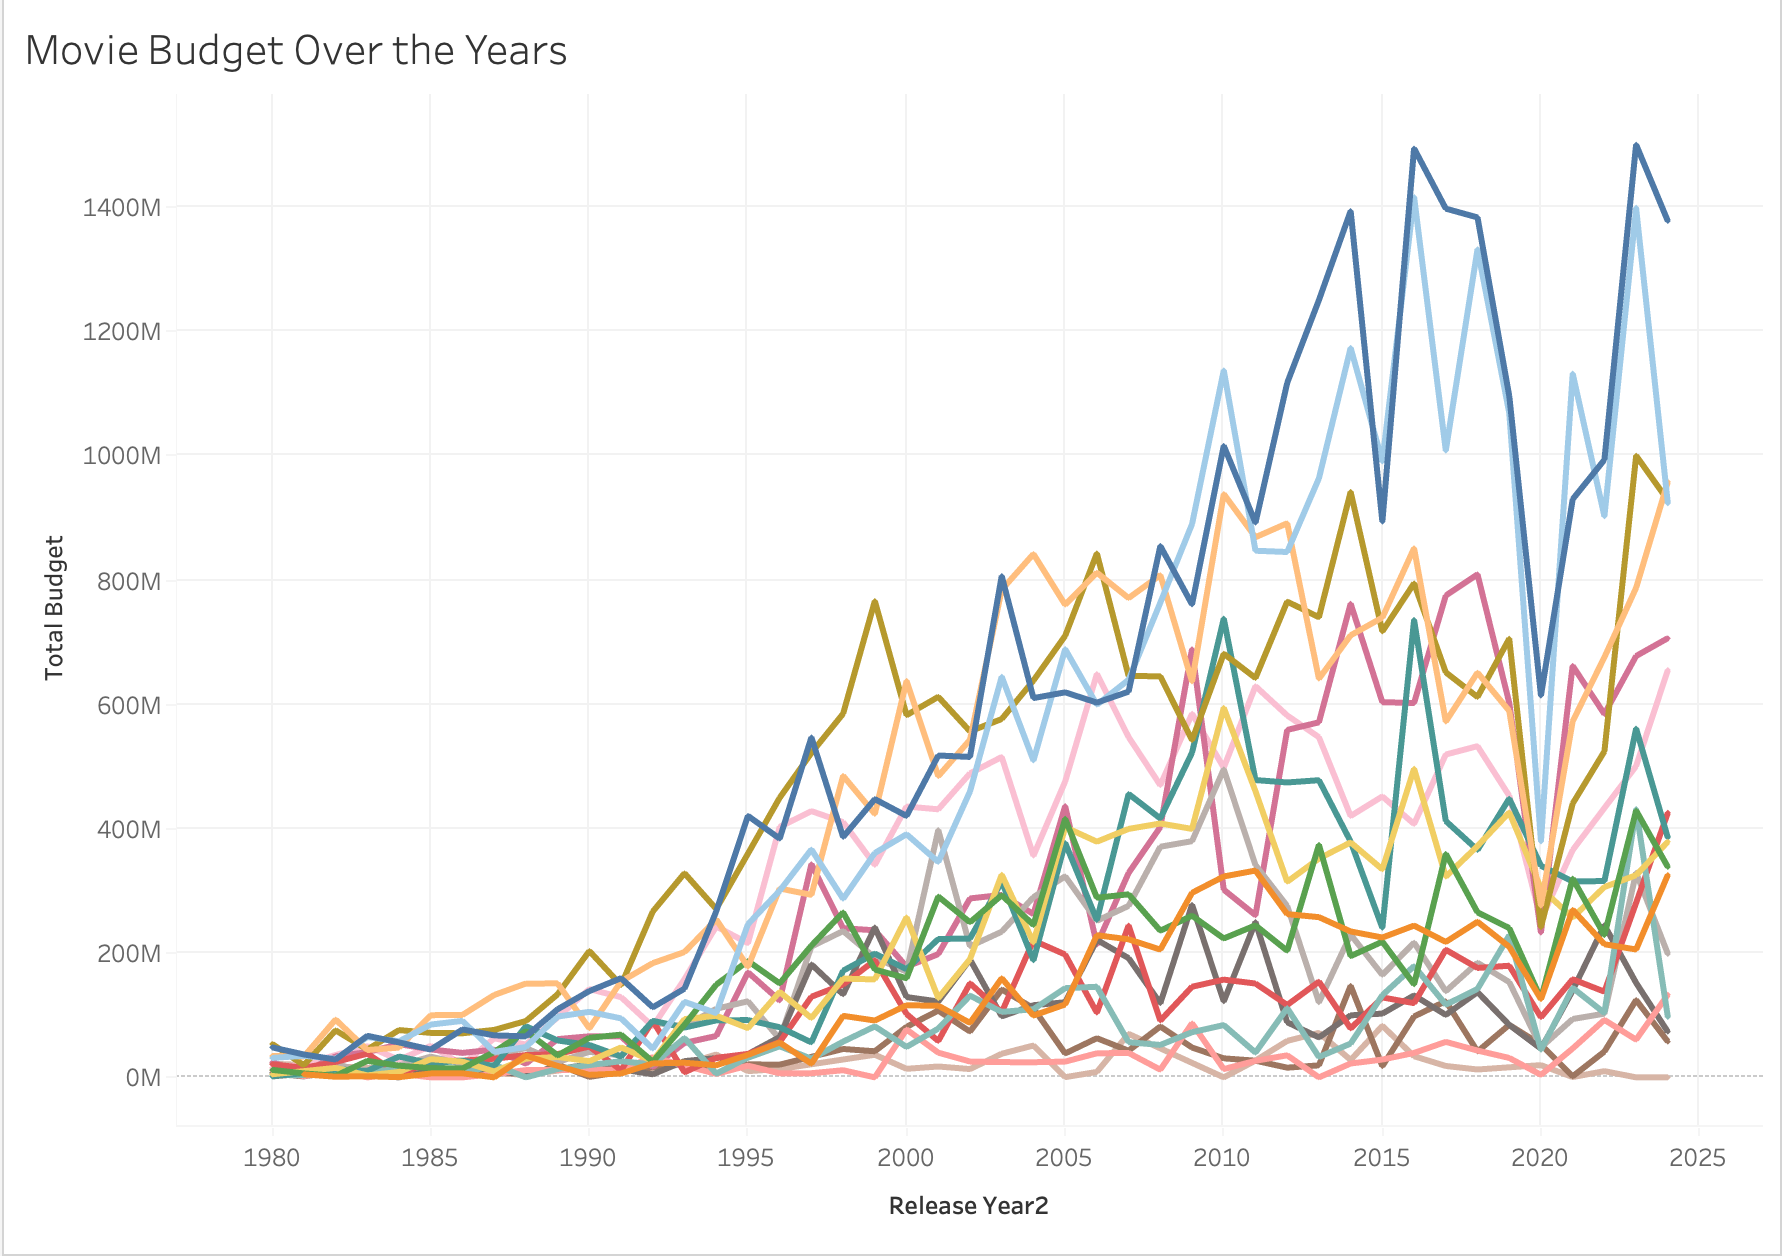 Movie Budget Over the Years
1400M
1200M
1000M
800M
600M
400M
200M
0M
Total Budget
1980 1985 1990 1995 2000 2005 2010 2015 2020 2025
Release Year2